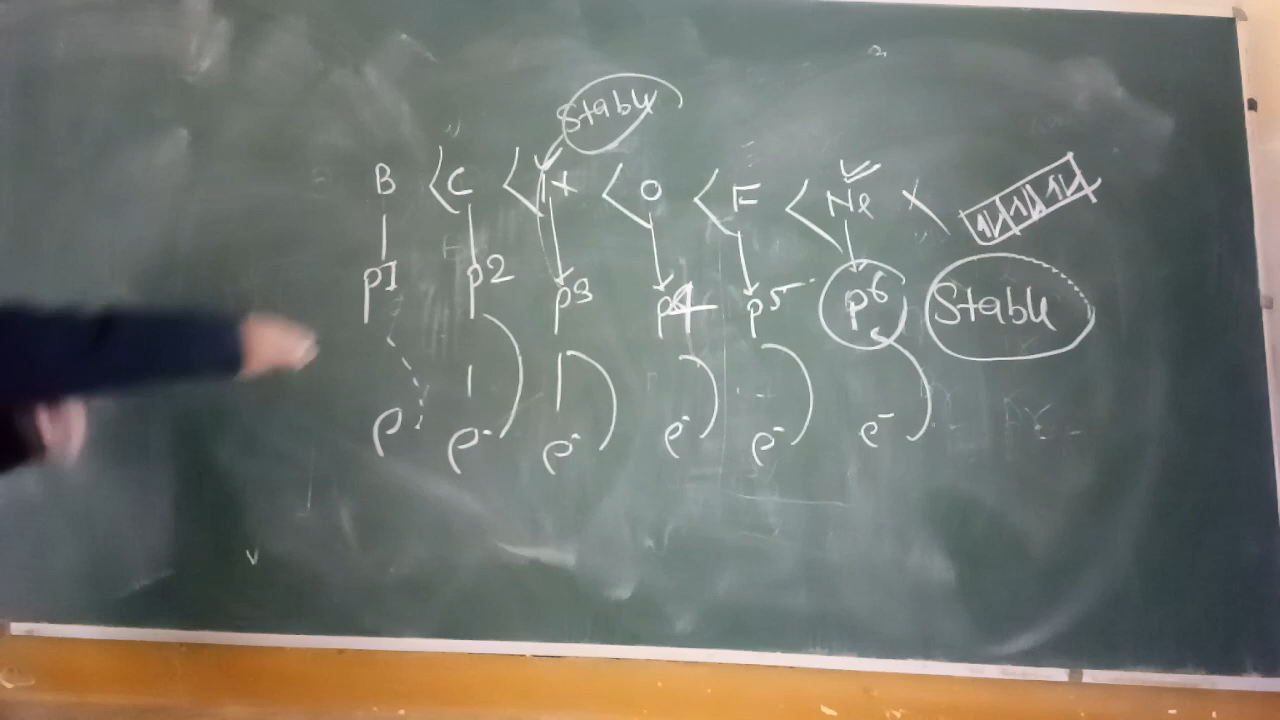 Stable
B < C < N < O < F < Ne
p1 p2 p3 p4 p5 p6 Stable
e e- e- e- e- e-